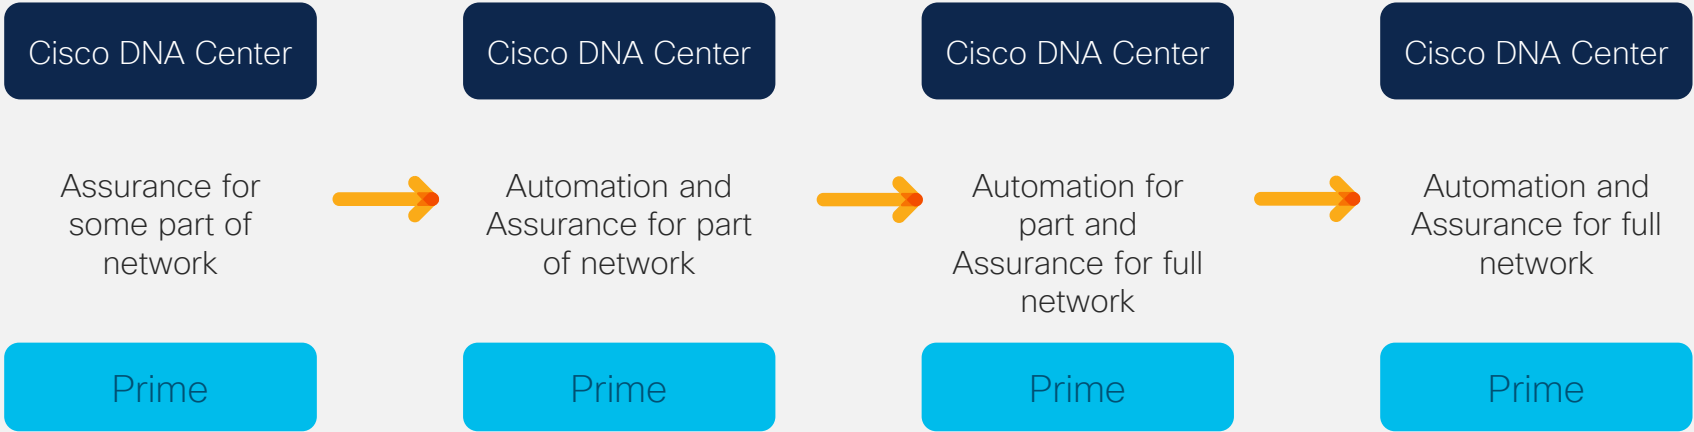 Cisco DNA Center
Cisco DNA Center
Cisco DNA Center
Cisco DNA Center
Assurance for
some part of
network
Automation and
Assurance for part
of network
Automation for
part and
Assurance for full
network
Automation and
Assurance for full
network
Prime
Prime
Prime
Prime